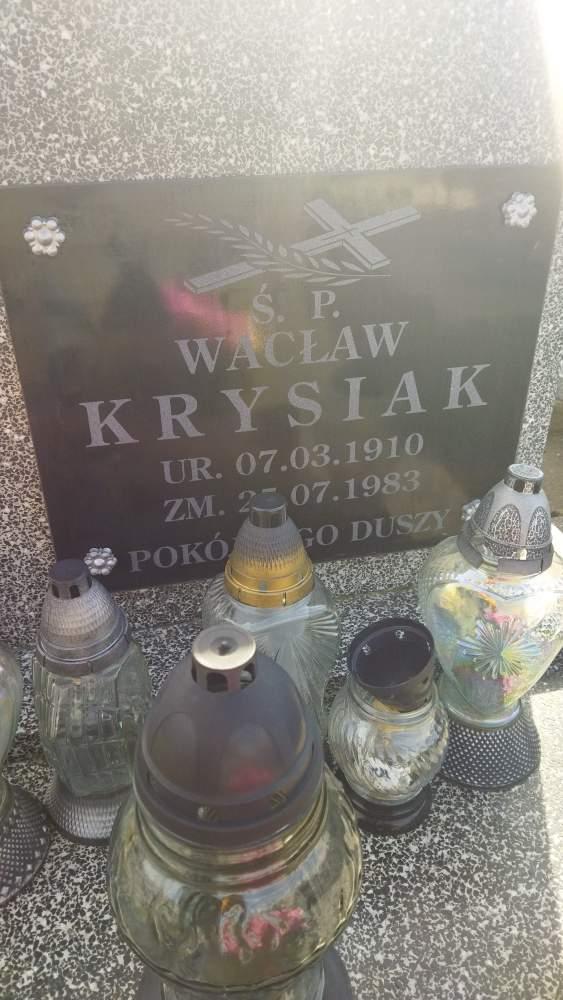 Ś. P.
WACŁAW
KRYSIAK
UR. 07.03.1910
ZM. 07.1983
DUSZY